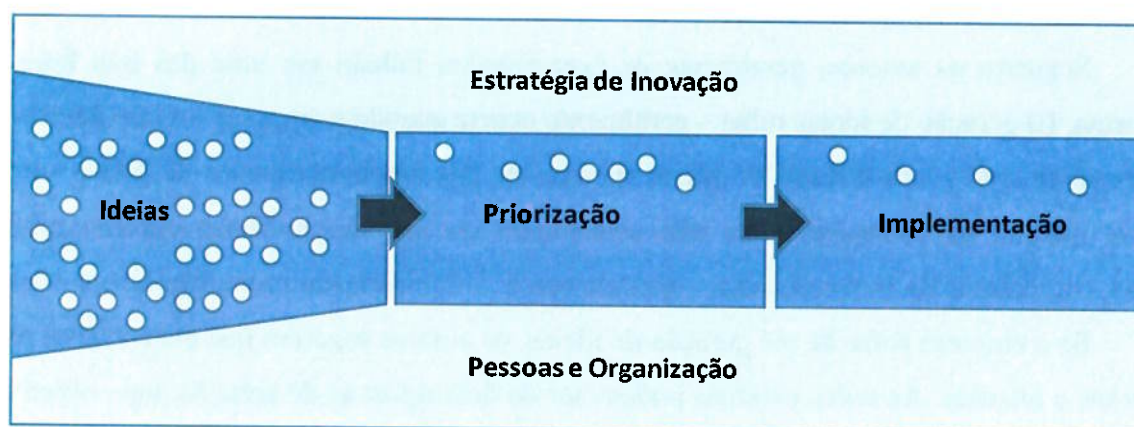 Estratégia de Inovação
Ideias
Priorização
Implementação
Pessoas e Organização